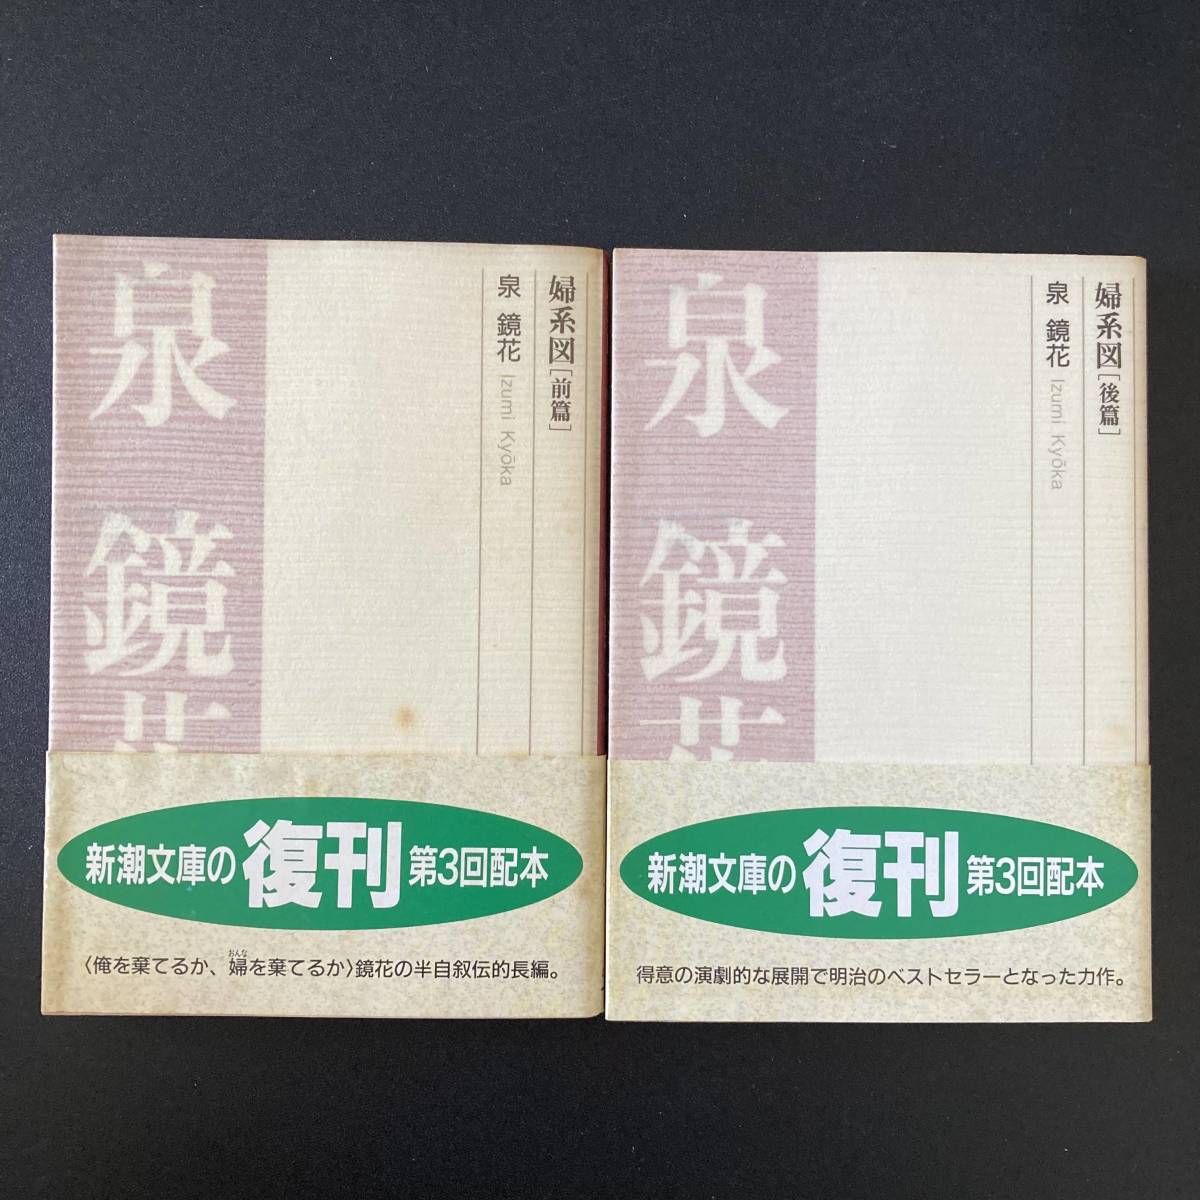 婦系図［前篇］
泉 鏡花 Izumi Kyōka
泉 鏡花
新潮文庫の復刊 第3回配本
〈俺を棄てるか、婦を棄てるか〉鏡花の半自叙伝的長編。
おんな
婦系図［後篇］
泉 鏡花 Izumi Kyōka
泉 鏡花
新潮文庫の復刊 第3回配本
得意の演劇的な展開で明治のベストセラーとなった力作。